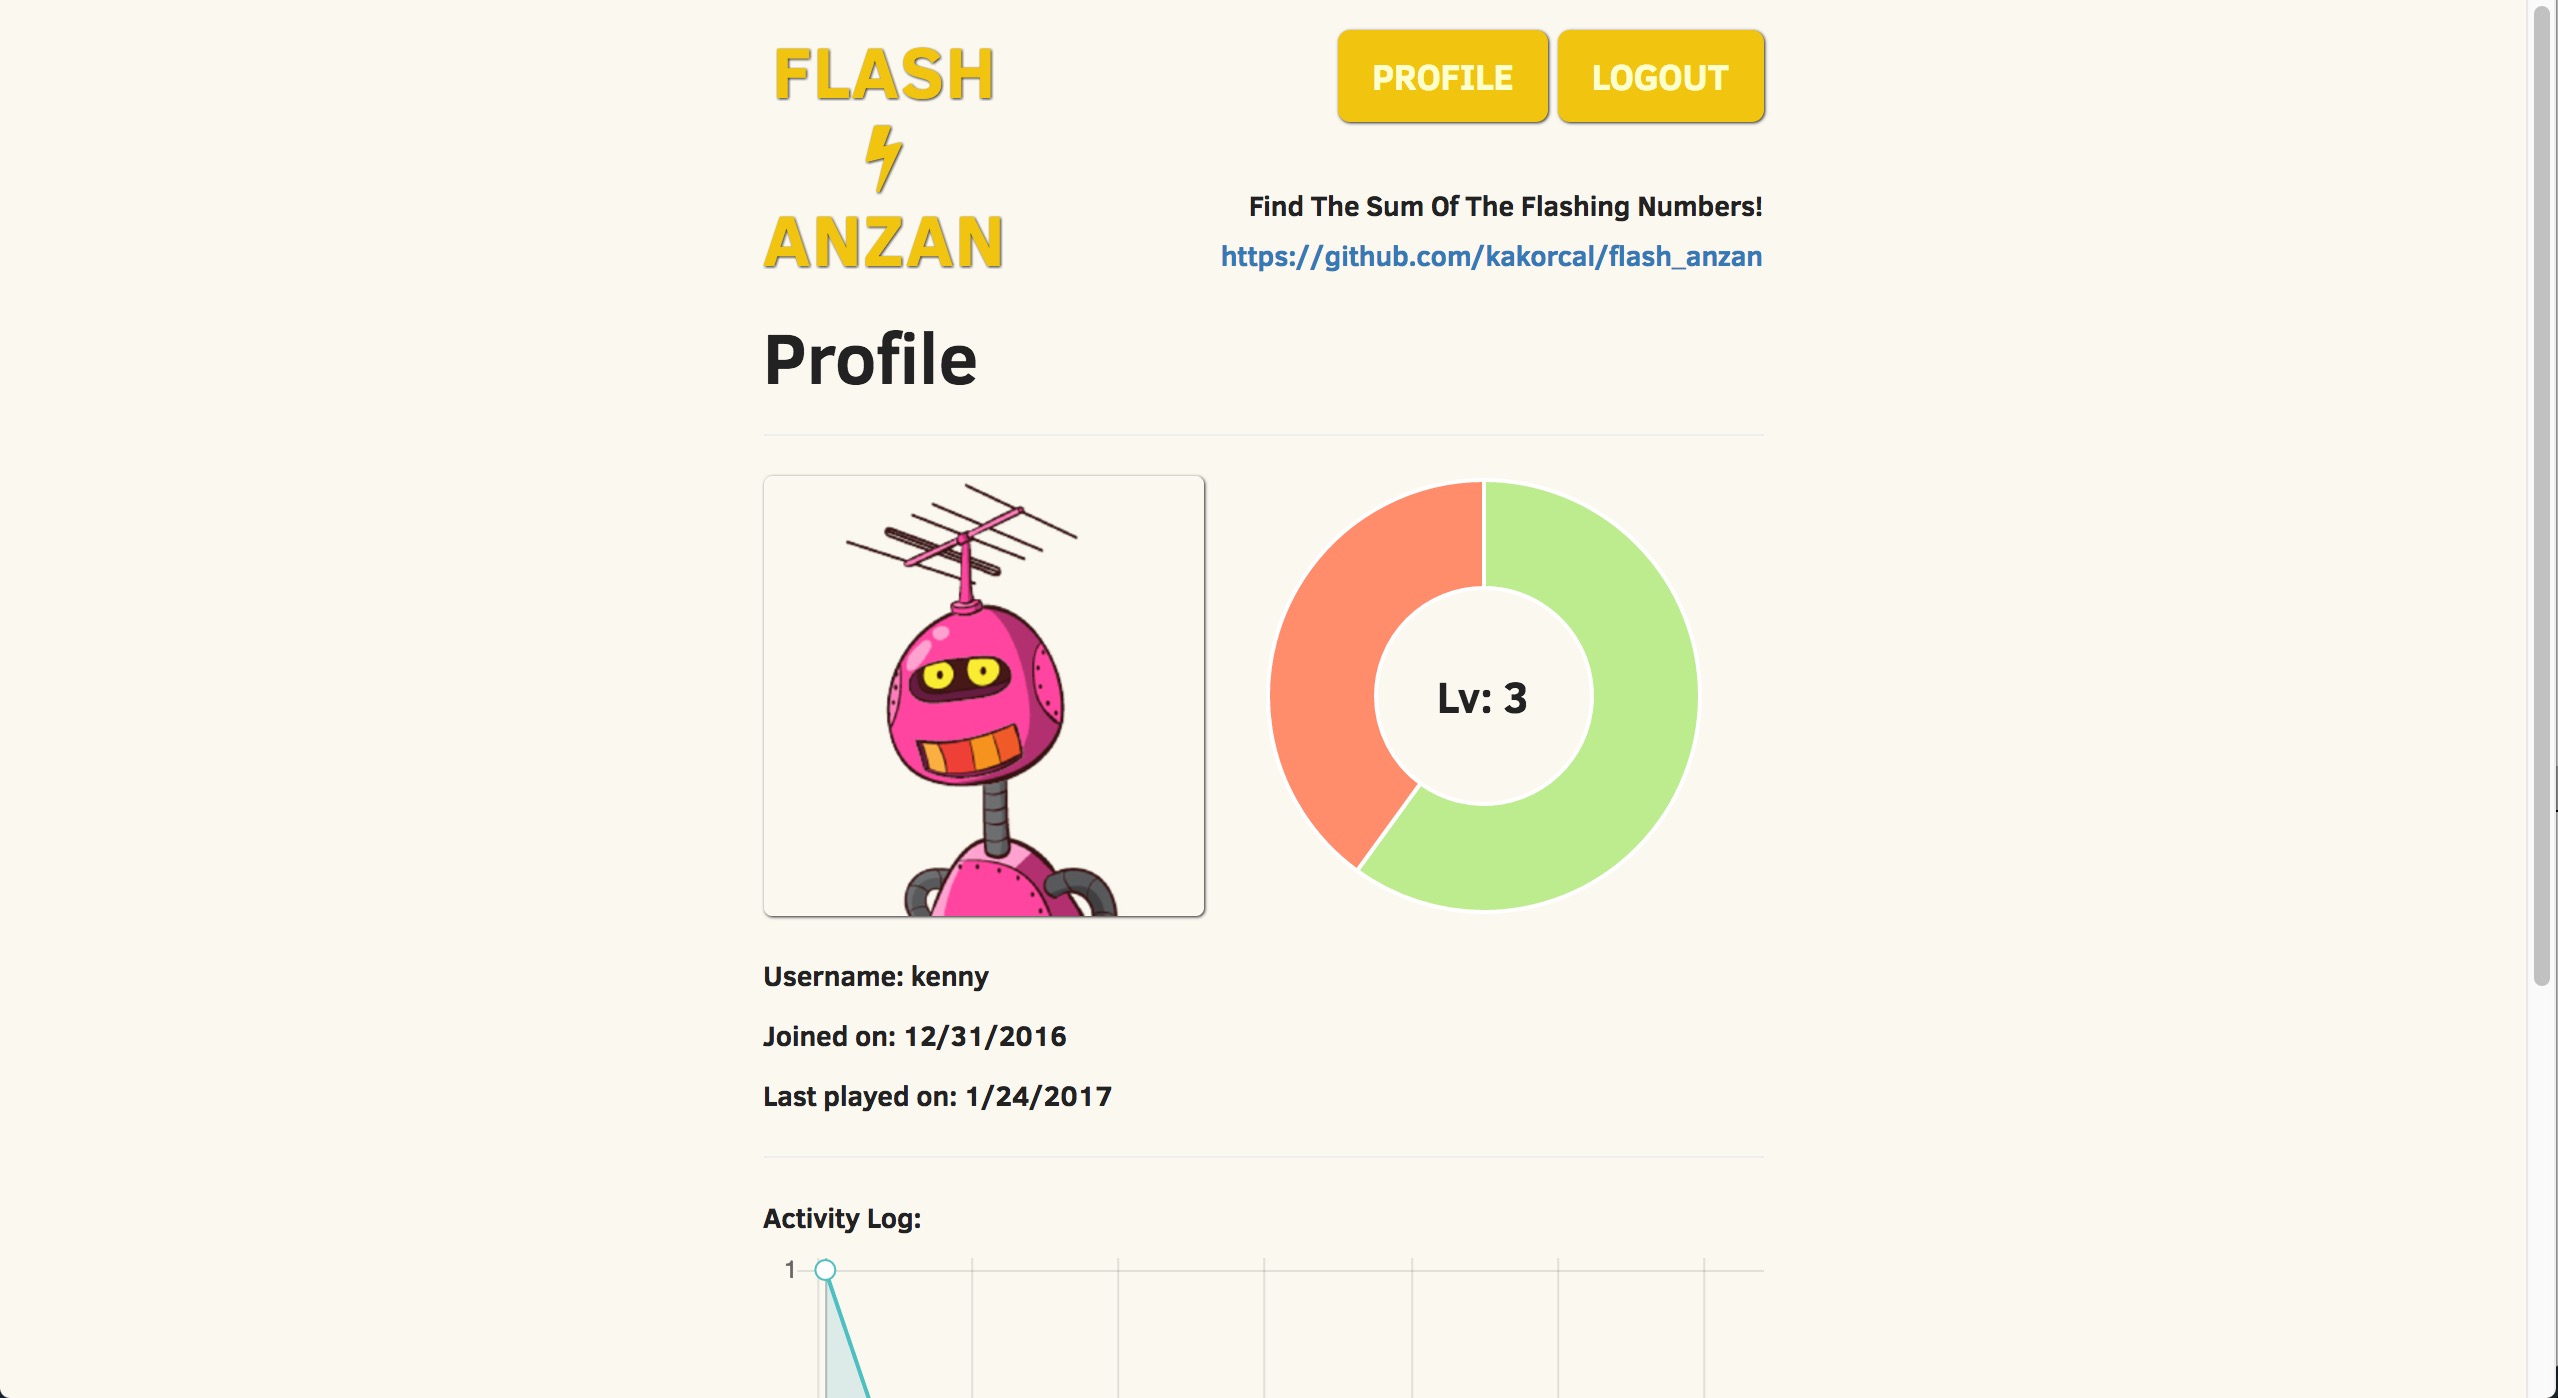 FLASH
ANZAN
PROFILE
LOGOUT
Find The Sum Of The Flashing Numbers!
https://github.com/kakorcal/flash_anzan
Profile
Lv: 3
Username: kenny
Joined on: 12/31/2016
Last played on: 1/24/2017
Activity Log:
1